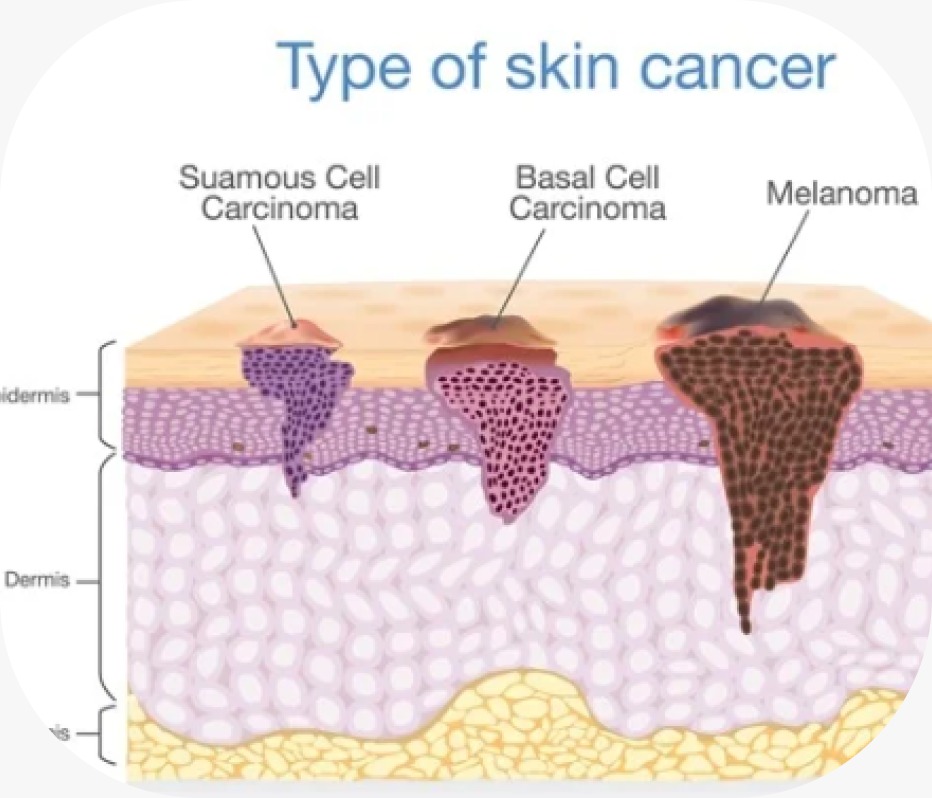 Type of skin cancer
Suamous Cell
Carcinoma
Basal Cell
Carcinoma
Melanoma
Dermis